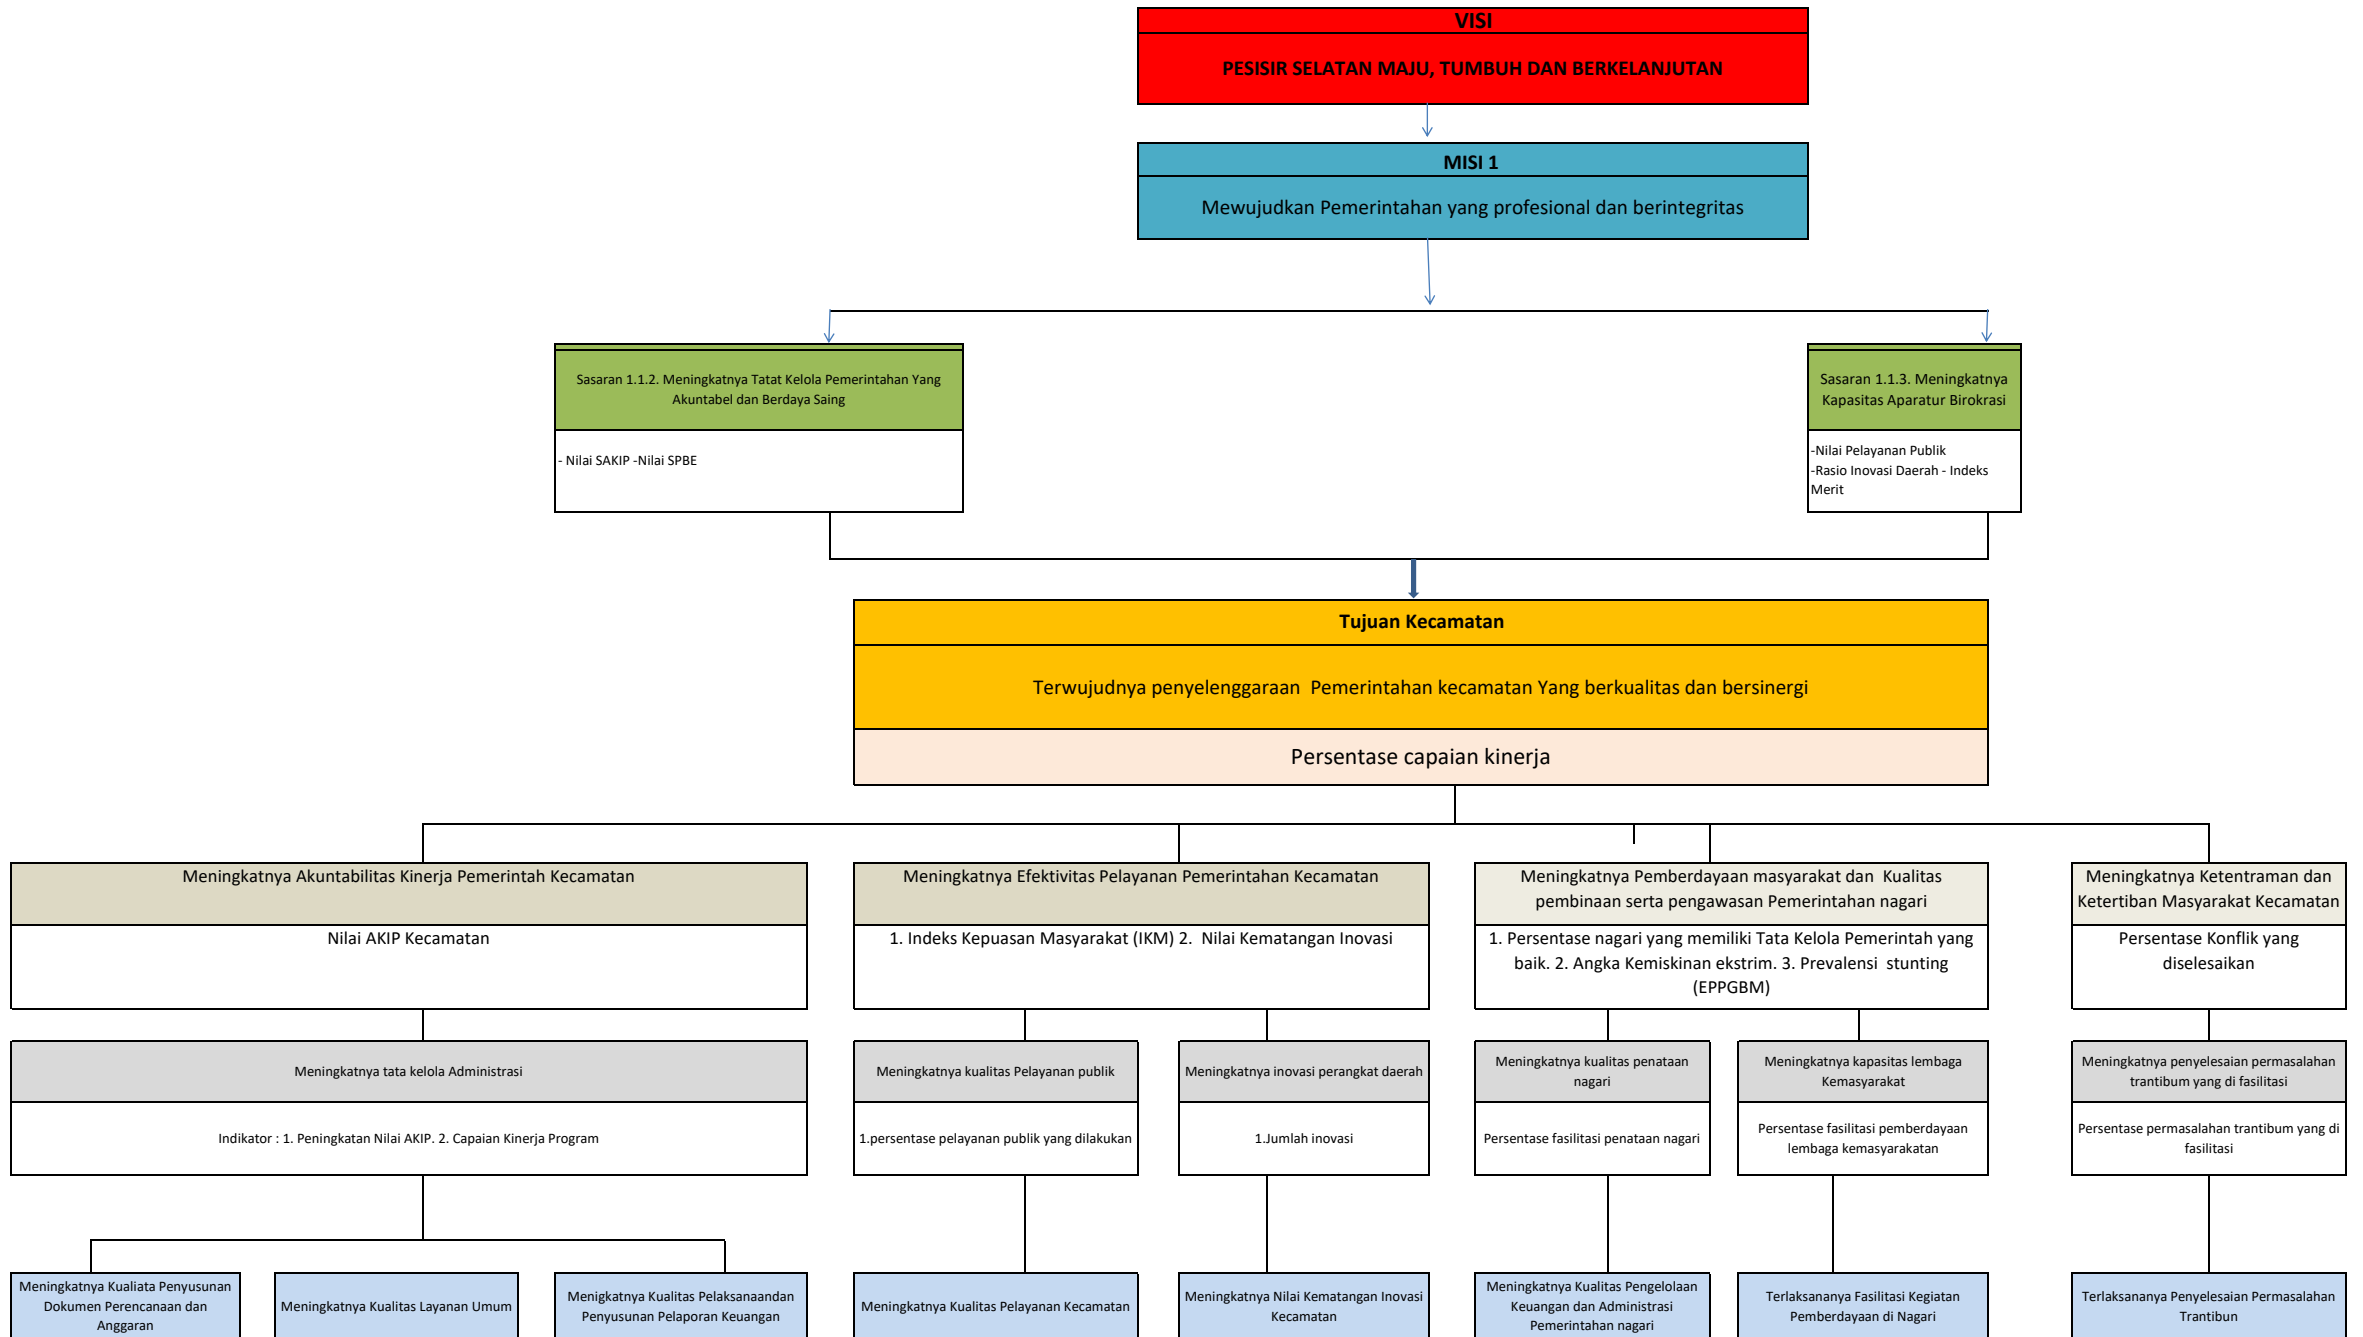 VISI
PESISIR SELATAN MAJU, TUMBUH DAN BERKELANJUTAN
MISI 1
Mewujudkan Pemerintahan yang profesional dan berintegritas
Sasaran 1.1.2. Meningkatnya Tatat Kelola Pemerintahan Yang
Akuntabel dan Berdaya Saing
- Nilai SAKIP -Nilai SPBE
Sasaran 1.1.3. Meningkatnya
Kapasitas Aparatur Birokrasi
-Nilai Pelayanan Publik
-Rasio Inovasi Daerah - Indeks
Merit
Tujuan Kecamatan
Terwujudnya penyelenggaraan  Pemerintahan kecamatan Yang berkualitas dan bersinergi
Persentase capaian kinerja
Meningkatnya Akuntabilitas Kinerja Pemerintah Kecamatan
Nilai AKIP Kecamatan
Meningkatnya Efektivitas Pelayanan Pemerintahan Kecamatan
1. Indeks Kepuasan Masyarakat (IKM) 2.  Nilai Kematangan Inovasi
Meningkatnya Pemberdayaan masyarakat dan  Kualitas
pembinaan serta pengawasan Pemerintahan nagari
1. Persentase nagari yang memiliki Tata Kelola Pemerintah yang
baik. 2. Angka Kemiskinan ekstrim. 3. Prevalensi  stunting
(EPPGBM)
Meningkatnya Ketentraman dan
Ketertiban Masyarakat Kecamatan
Persentase Konflik yang
diselesaikan
Meningkatnya tata kelola Administrasi
Indikator : 1. Peningkatan Nilai AKIP. 2. Capaian Kinerja Program
Meningkatnya kualitas Pelayanan publik
1.persentase pelayanan publik yang dilakukan
Meningkatnya inovasi perangkat daerah
1.Jumlah inovasi
Meningkatnya kualitas penataan
nagari
Persentase fasilitasi penataan nagari
Meningkatnya kapasitas lembaga
Kemasyarakat
Persentase fasilitasi pemberdayaan
lembaga kemasyarakatan
Meningkatnya penyelesaian permasalahan
trantibum yang di fasilitasi
Persentase permasalahan trantibum yang di
fasilitasi
Meningkatnya Kualiata Penyusunan
Dokumen Perencanaan dan
Anggaran
Meningkatnya Kualitas Layanan Umum
Menigkatnya Kualitas Pelaksanaandan
Penyusunan Pelaporan Keuangan
Meningkatnya Kualitas Pelayanan Kecamatan
Meningkatnya Nilai Kematangan Inovasi
Kecamatan
Meningkatnya Kualitas Pengelolaan
Keuangan dan Administrasi
Pemerintahan nagari
Terlaksananya Fasilitasi Kegiatan
Pemberdayaan di Nagari
Terlaksananya Penyelesaian Permasalahan
Trantibun